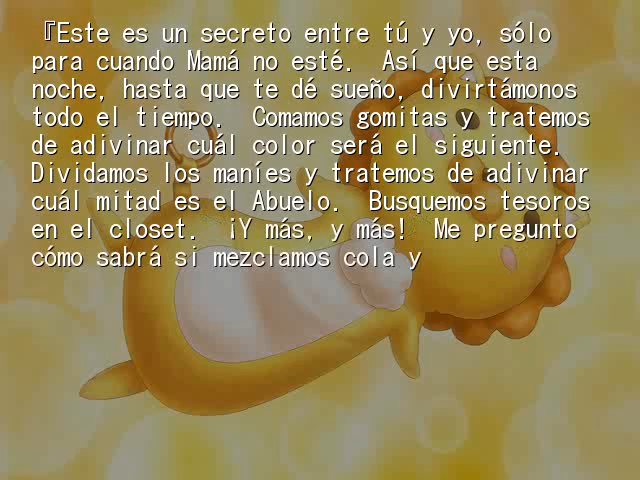 『Este es un secreto entre tú y yo, sólo
para cuando Mamá no esté.  Así que esta
noche, hasta que te dé sueño, divirtámonos
todo el tiempo.  Comamos gomitas y tratemos
de adivinar cuál color será el siguiente.
Dividamos los maníes y tratemos de adivinar
cuál mitad es el Abuelo.  Busquemos tesoros
en el closet.  ¡Y más, y más!  Me pregunto
cómo sabrá si mezclamos cola y